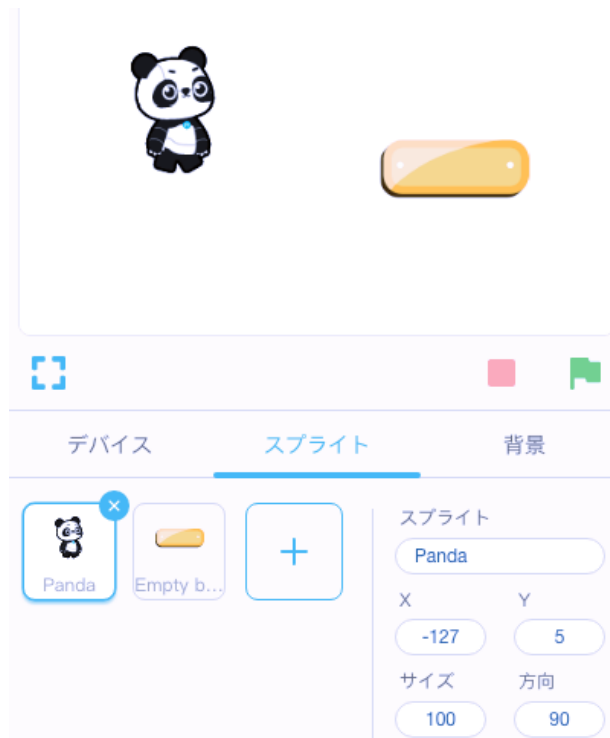 デバイス スプライト 背景
スプライト
Panda
Panda Empty b...
X Y
-127 5
サイズ 方向
100 90